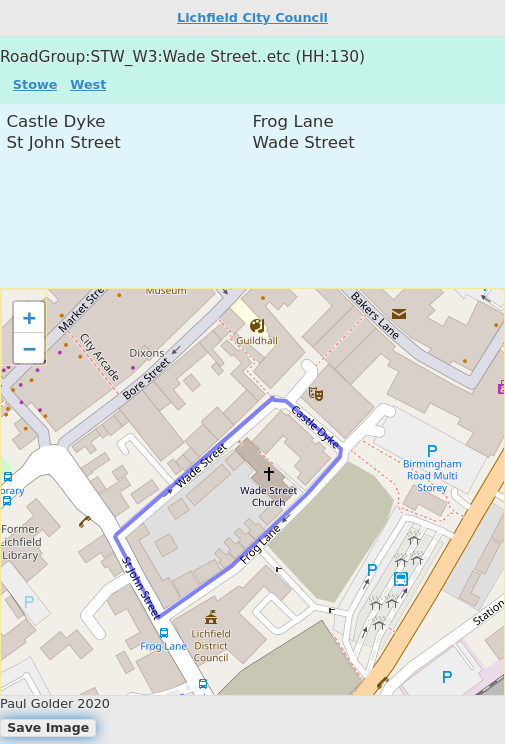 Lichfield City Council
RoadGroup:STW_W3:Wade Street..etc (HH:130)
Stowe West
Castle Dyke Frog Lane
St John Street Wade Street
+
−
Museum
Market Stre
Bakers Lane
Guildhall
City Arcade
Dixons
Bore Street
Castle Dyke
Wade Street
P
Birmingham
Road Multi
Storey
Wade Street
Church
brary
Former
Lichfield
Library
Frog Lane
P
St John Street
P
Lichfield
District
Council
Frog Lane
Station
P
Paul Golder 2020
Save Image